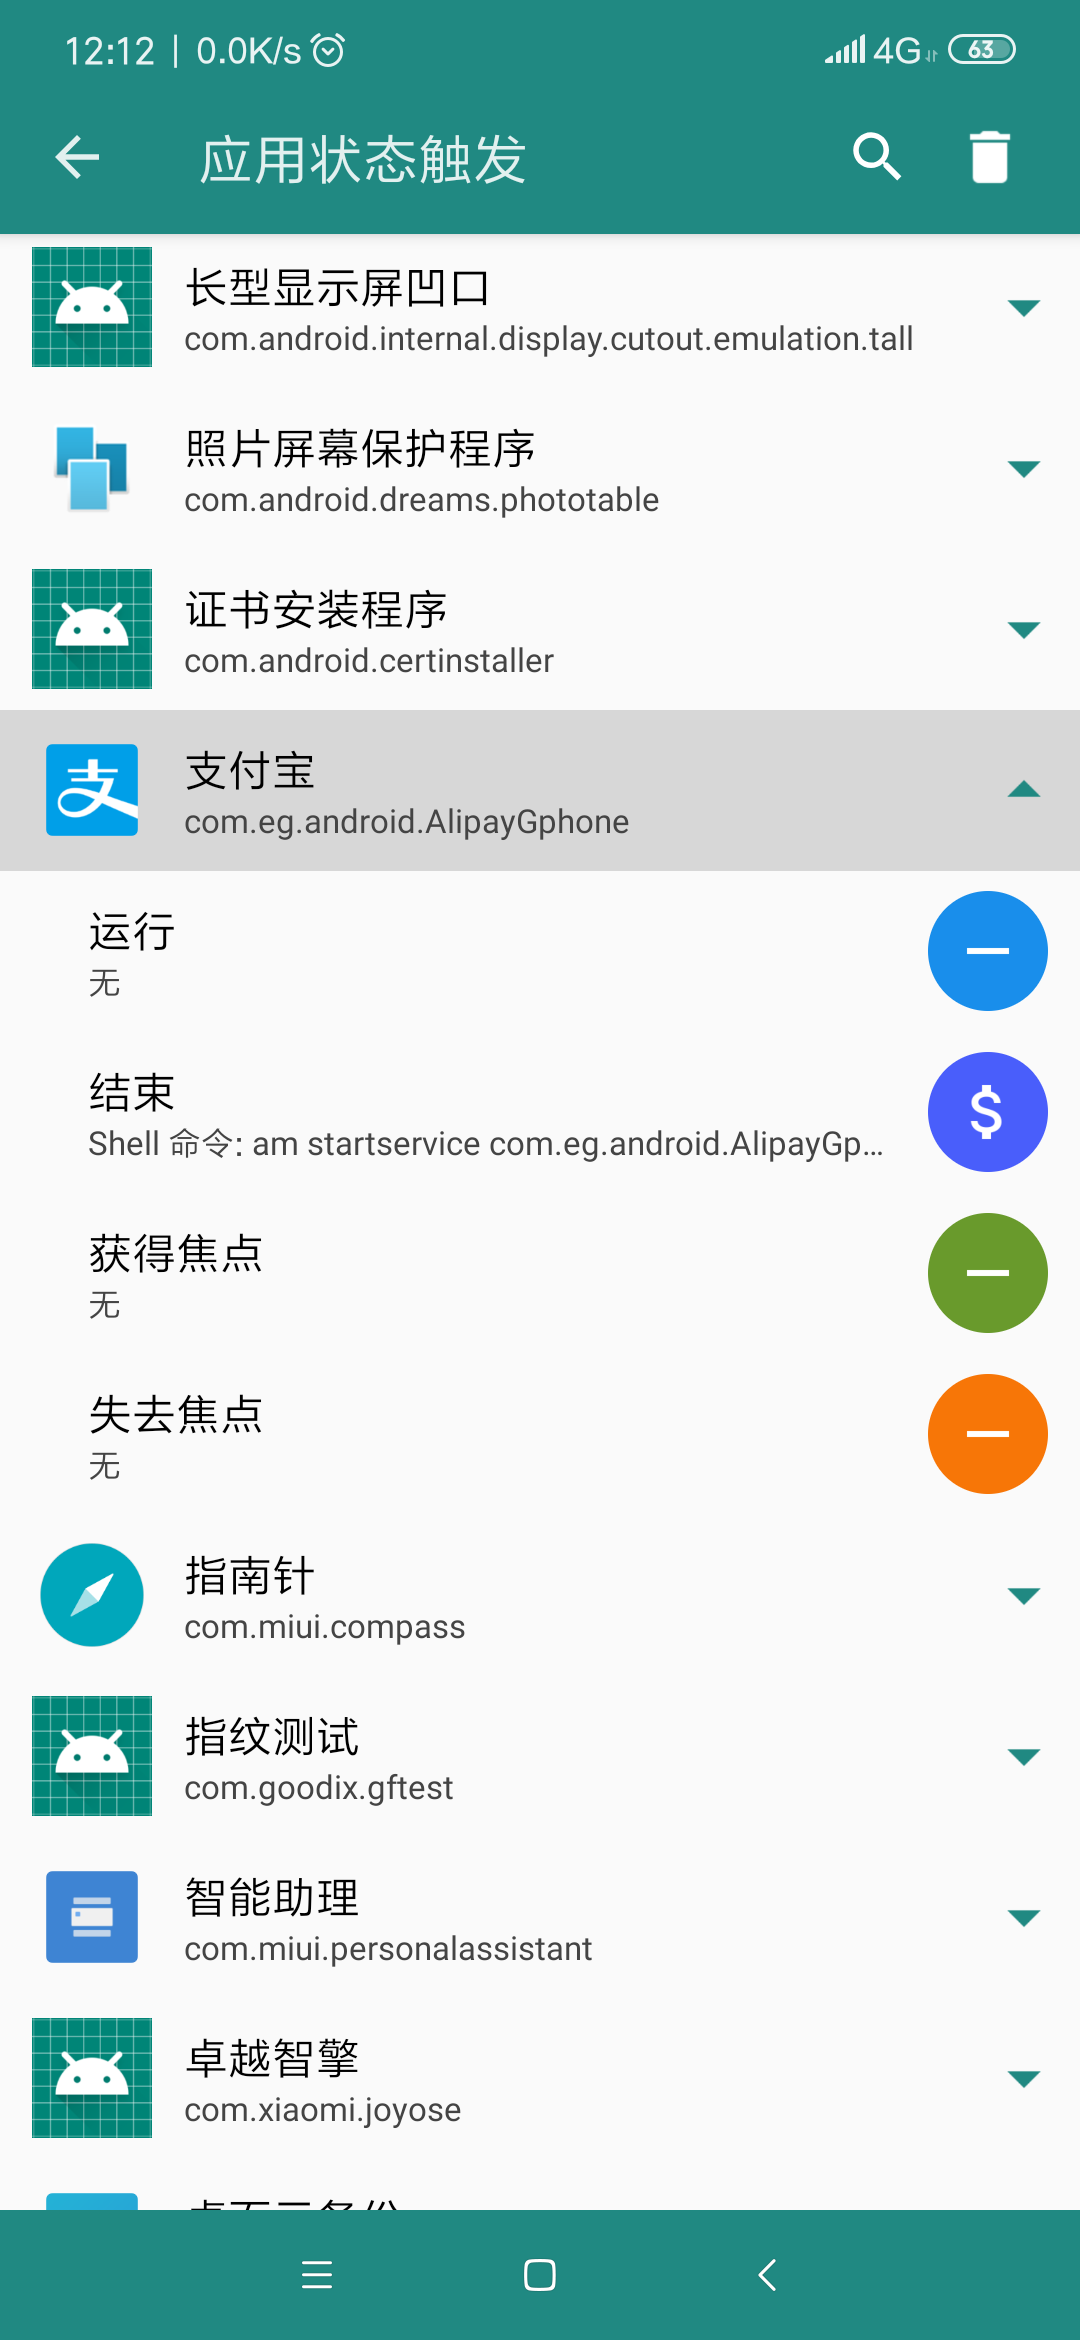 12:12 | 0.0K/s
4G 63
应用状态触发
长型显示屏凹口
com.android.internal.display.cutout.emulation.tall
照片屏幕保护程序
com.android.dreams.phototable
证书安装程序
com.android.certinstaller
支
支付宝
com.eg.android.AlipayGphone
运行
无
结束
Shell 命令: am startservice com.eg.android.AlipayGp...
$
获得焦点
无
失去焦点
无
指南针
com.miui.compass
指纹测试
com.goodix.gftest
智能助理
com.miui.personalassistant
卓越智擎
com.xiaomi.joyose